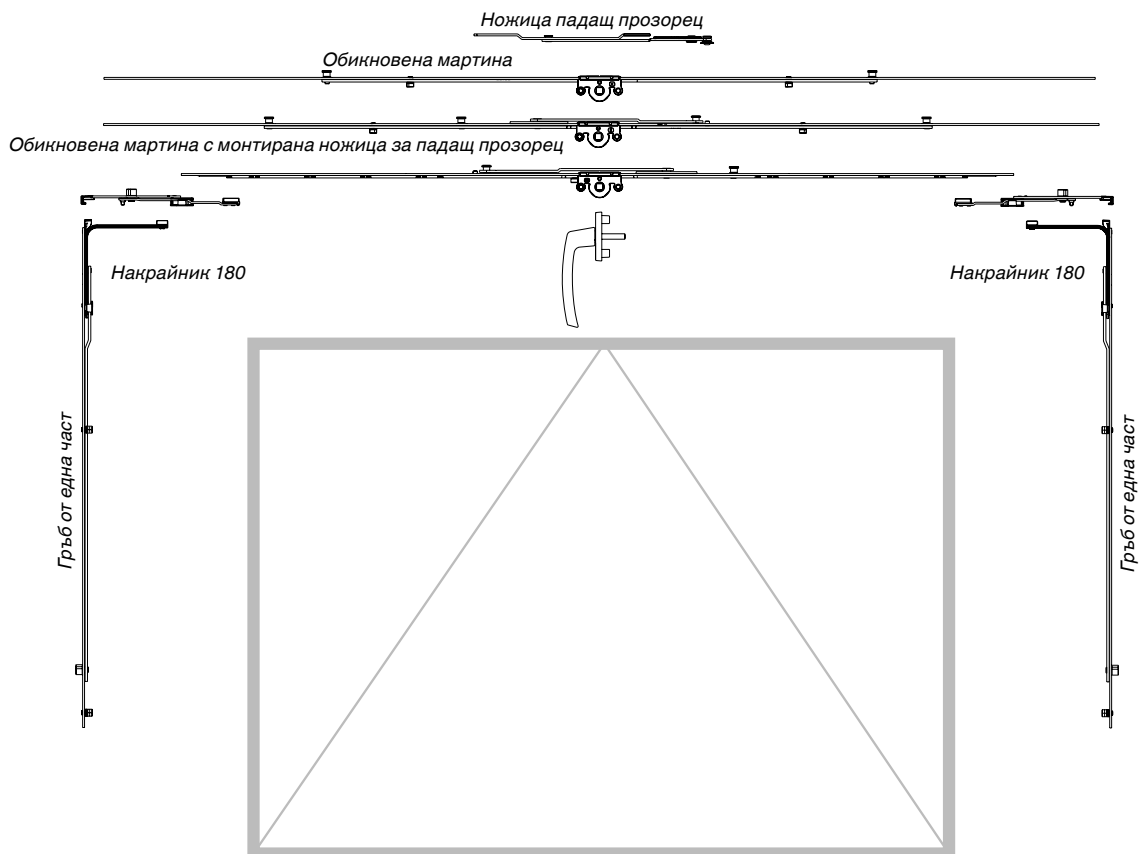 Ножица падащ прозорец
Обикновена мартина
Обикновена мартина с монтирана ножица за падащ прозорец
Накрайник 180
Накрайник 180
Гръб от една част
Гръб от една част